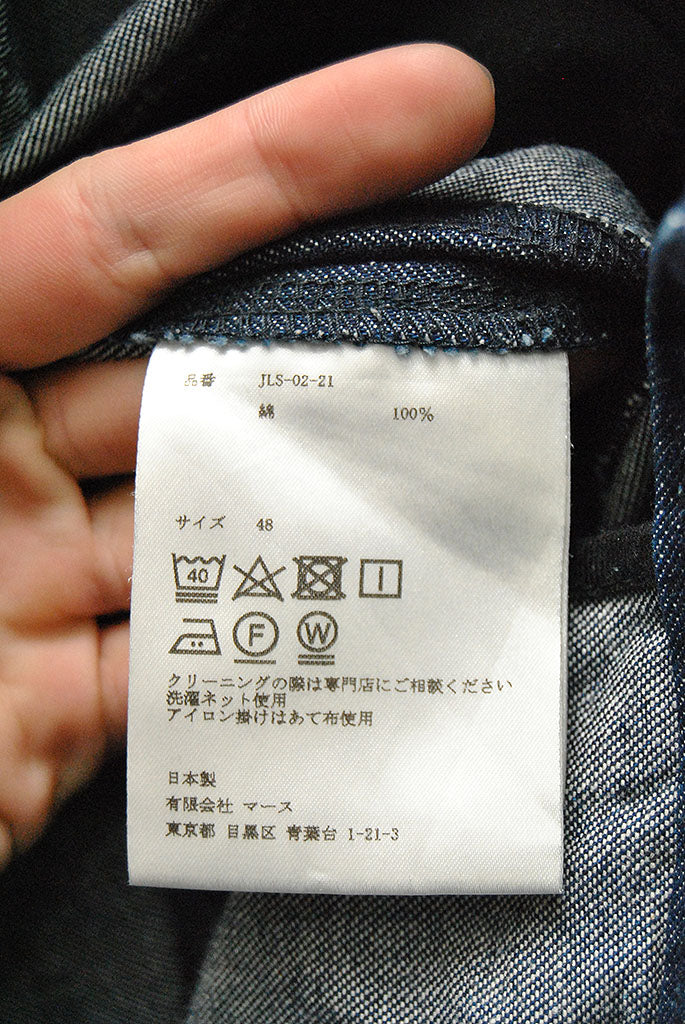 品番 JLS-02-21
綿 100%
サイズ 48
40
F W
クリーニングの際は専門店にご相談ください
洗濯ネット使用
アイロン掛けはあて布使用
日本製
有限会社 マース
東京都 目黒区 青葉台 1-21-3